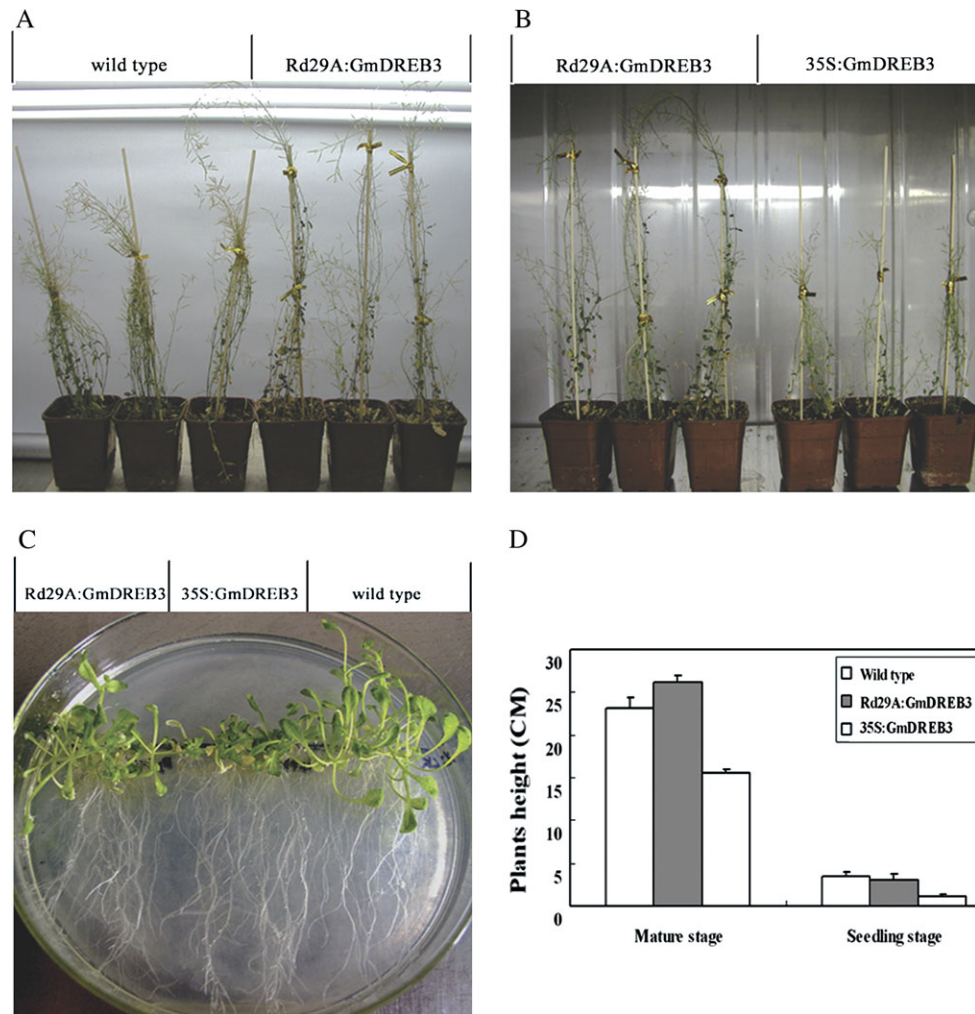 A
wild type Rd29A:GmDREB3
B
Rd29A:GmDREB3 35S:GmDREB3
C
Rd29A:GmDREB3 35S:GmDREB3 wild type
D
Plants height (CM)
30
25
20
15
10
5
0
Wild type
Rd29A:GmDREB3
35S:GmDREB3
Mature stage Seedling stage